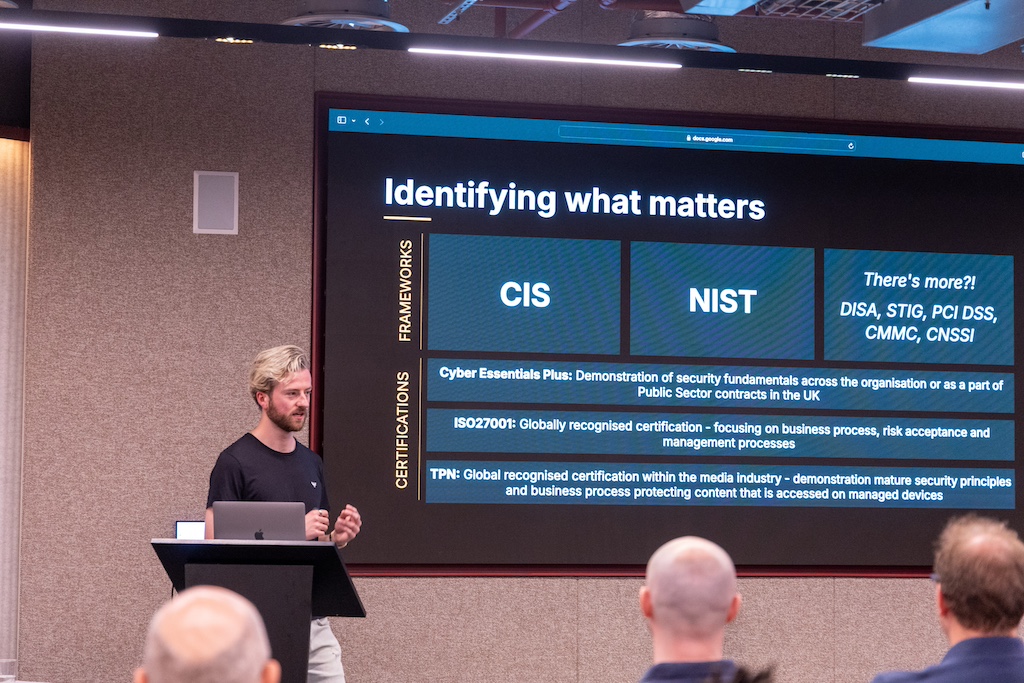 docs.google.com
Identifying what matters
FRAMEWORKS
CIS
NIST
There's more?!
DISA, STIG, PCI DSS,
CMMC, CNSSI
CERTIFICATIONS
Cyber Essentials Plus: Demonstration of security fundamentals across the organisation or as a part of
Public Sector contracts in the UK
ISO27001: Globally recognised certification - focusing on business process, risk acceptance and
management processes
TPN: Global recognised certification within the media industry - demonstration mature security principles
and business process protecting content that is accessed on managed devices